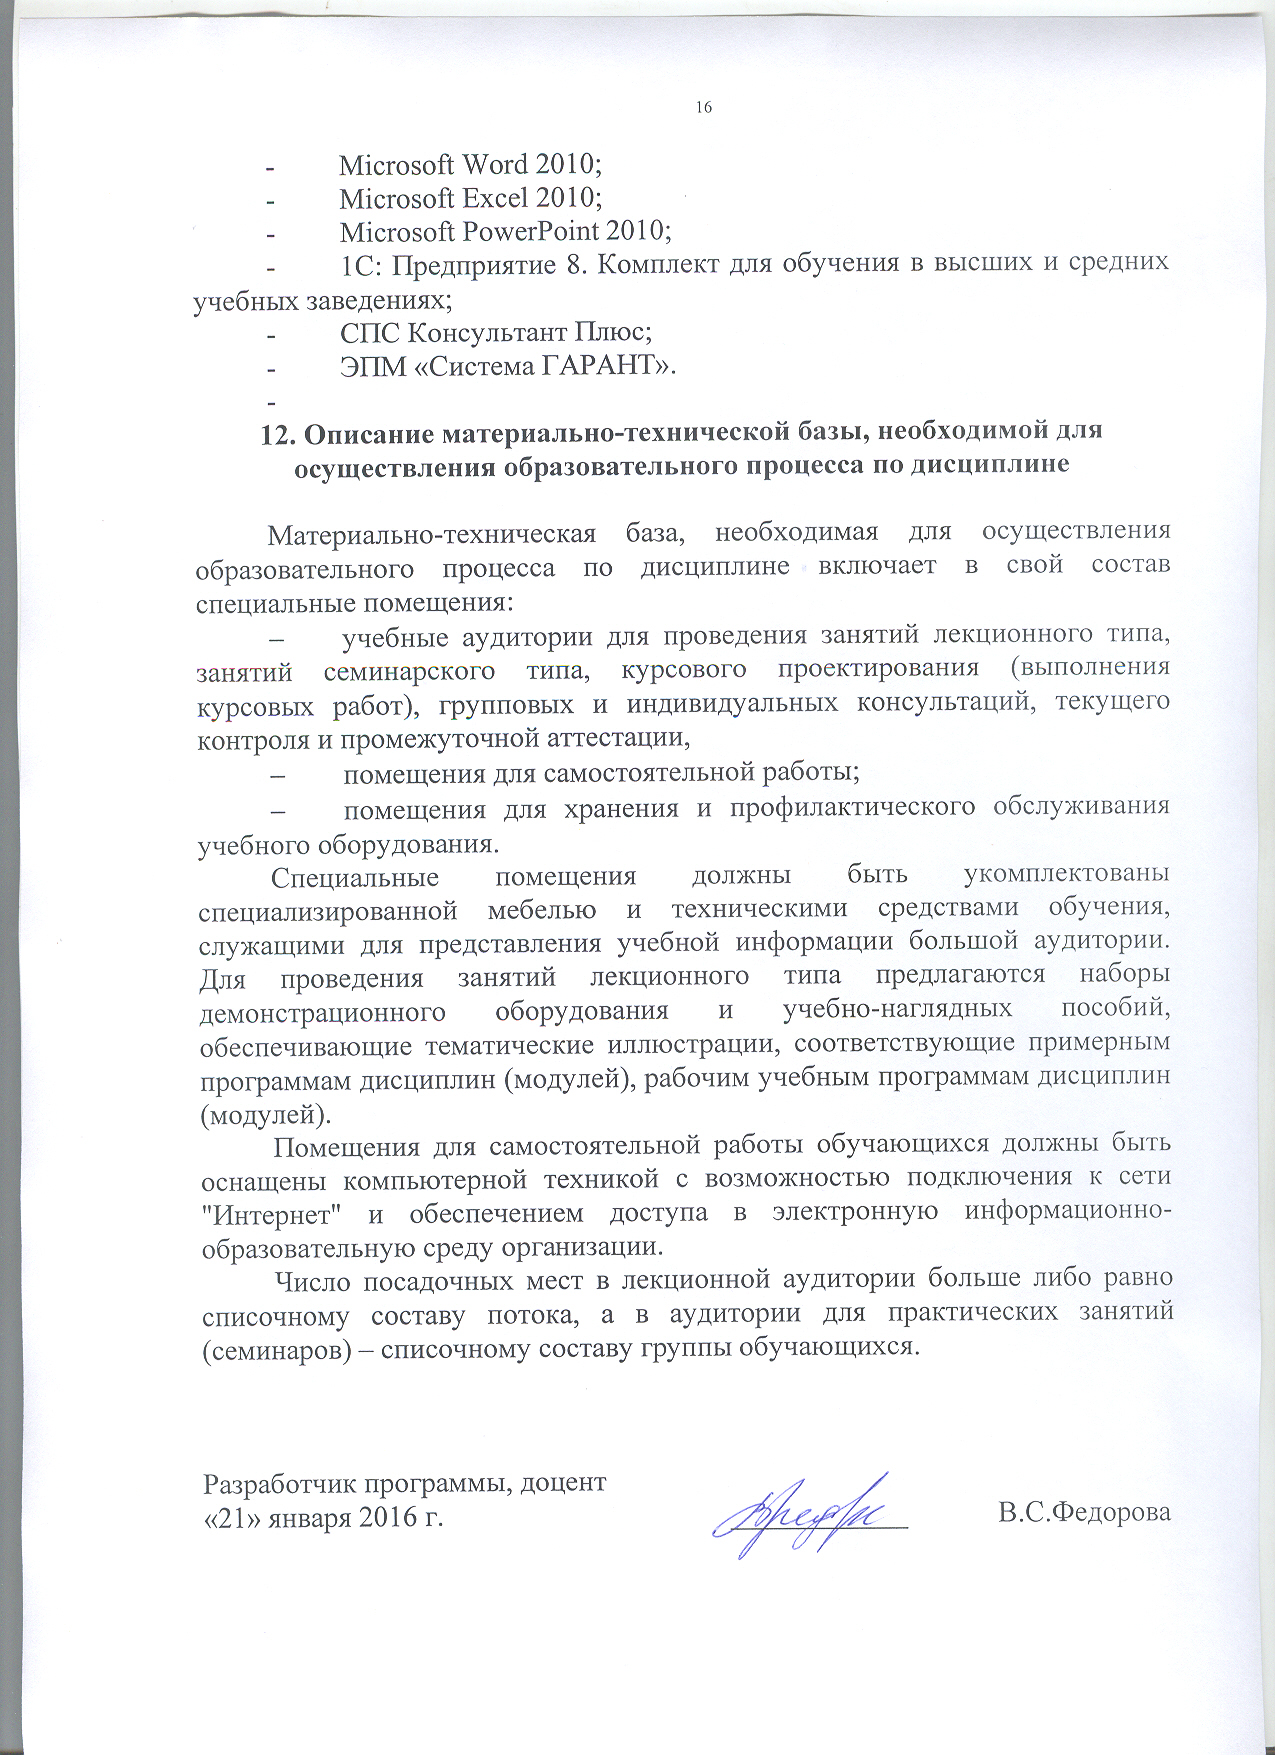 16
- Microsoft Word 2010;
- Microsoft Excel 2010;
- Microsoft PowerPoint 2010;
- 1С: Предприятие 8. Комплект для обучения в высших и средних
учебных заведениях;
- СПС Консультант Плюс;
- ЭПМ «Система ГАРАНТ».
-
12. Описание материально-технической базы, необходимой для
осуществления образовательного процесса по дисциплине
Материально-техническая база, необходимая для осуществления
образовательного процесса по дисциплине включает в свой состав
специальные помещения:
– учебные аудитории для проведения занятий лекционного типа,
занятий семинарского типа, курсового проектирования (выполнения
курсовых работ), групповых и индивидуальных консультаций, текущего
контроля и промежуточной аттестации,
– помещения для самостоятельной работы;
– помещения для хранения и профилактического обслуживания
учебного оборудования.
Специальные помещения должны быть укомплектованы
специализированной мебелью и техническими средствами обучения,
служащими для представления учебной информации большой аудитории.
Для проведения занятий лекционного типа предлагаются наборы
демонстрационного оборудования и учебно-наглядных пособий,
обеспечивающие тематические иллюстрации, соответствующие примерным
программам дисциплин (модулей), рабочим учебным программам дисциплин
(модулей).
Помещения для самостоятельной работы обучающихся должны быть
оснащены компьютерной техникой с возможностью подключения к сети
"Интернет" и обеспечением доступа в электронную информационно-
образовательную среду организации.
Число посадочных мест в лекционной аудитории больше либо равно
списочному составу потока, а в аудитории для практических занятий
(семинаров) – списочному составу группы обучающихся.
Разработчик программы, доцент
«21» января 2016 г. В.С.Федорова